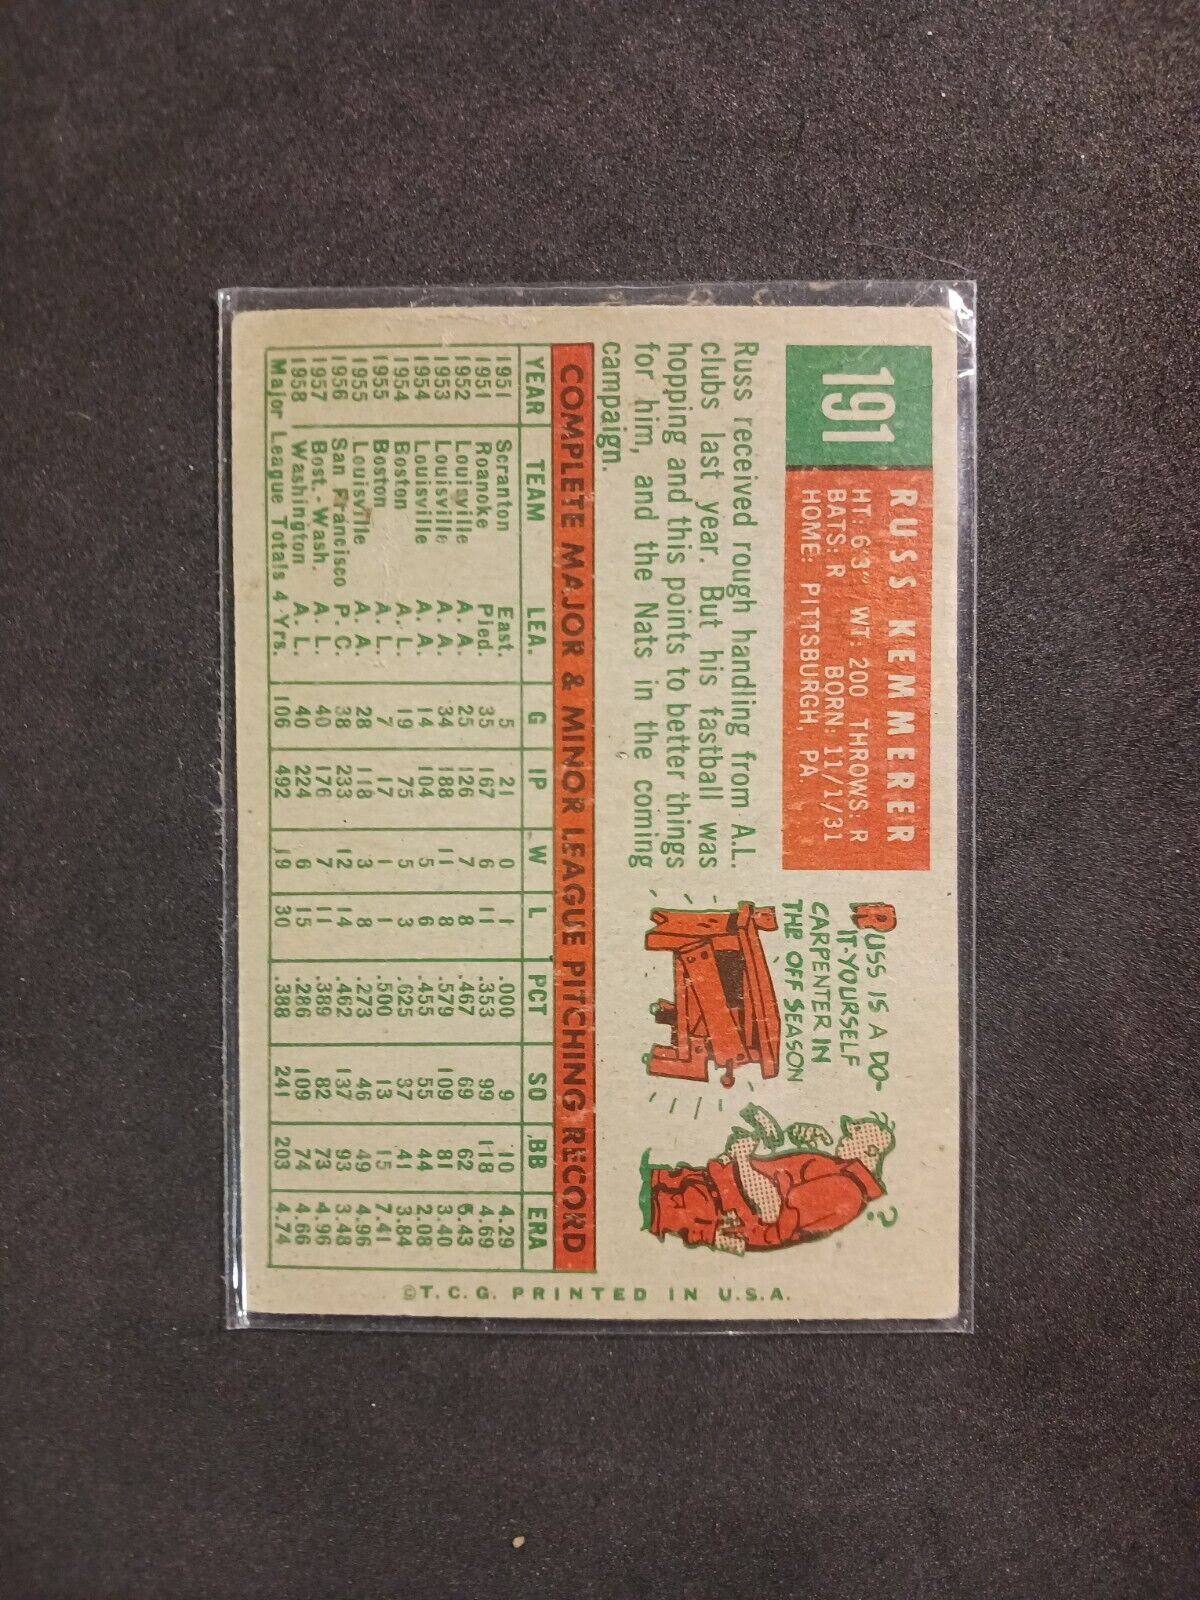 191
RUSS KEMMERER
HT: 6'3" WT: 200 THROWS: R
BATS: R BORN: 11/1/31
HOME: PITTSBURGH, PA
Russ received rough handling from A.L.
clubs last year. But his fastball was
hopping and this points to better things
for him, and the Nats in the coming
campaign.
RUSS IS A DO-
IT-YOURSELF
CARPENTER IN
THE OFF SEASON
?
COMPLETE MAJOR & MINOR LEAGUE PITCHING RECORD
YEAR TEAM LEA. G IP W L PCT SO BB ERA
1951 Scranton East. 5 21 0 1 .000 9 10 4.29
1951 Roanoke Pied. 35 167 6 11 .353 99 118 4.69
1952 Louisville A. A. 25 126 7 8 .467 69 62 5.43
1953 Louisville A. A. 34 188 11 8 .579 109 81 3.40
1954 Louisville A. A. 14 104 5 6 .455 55 44 2.08
1954 Boston A. L. 19 75 5 3 .625 37 41 3.84
1955 Boston A. L. 7 17 1 1 .500 13 15 7.41
1955 Louisville A. A. 28 118 3 8 .273 46 49 4.96
1956 San Francisco P. C. 38 233 12 14 .462 137 93 3.48
1957 Bost.-Wash. A. L. 40 176 7 11 .389 82 73 4.96
1958 Washington A. L. 40 224 6 15 .286 109 74 4.66
Major League Totals 4 Yrs. 106 492 19 30 .388 241 203 4.74
©T. C. G. PRINTED IN U.S.A.